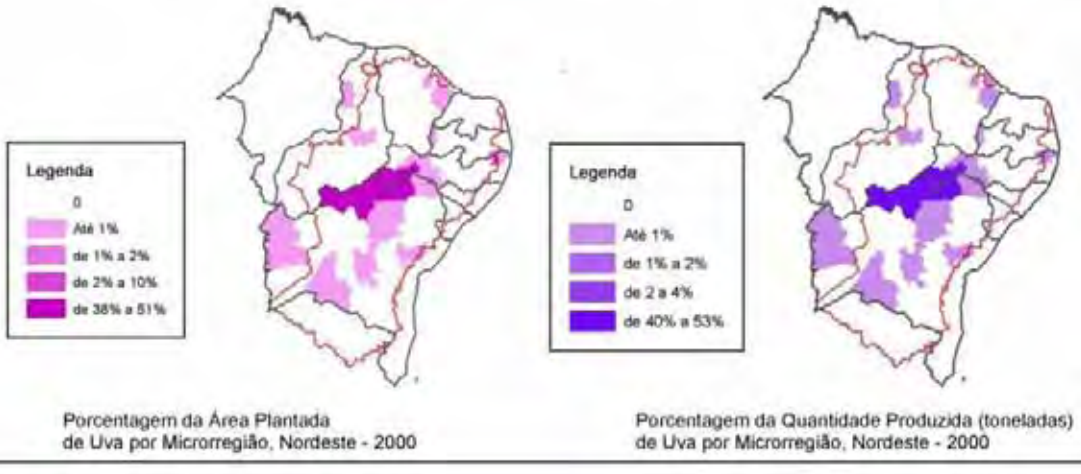 Legenda
0
Até 1%
de 1% a 2%
de 2% a 10%
de 38% a 51%
Porcentagem da Área Plantada
de Uva por Microrregião, Nordeste - 2000
Legenda
0
Até 1%
de 1% a 2%
de 2 a 4%
de 40% a 53%
Porcentagem da Quantidade Produzida (toneladas)
de Uva por Microrregião, Nordeste - 2000